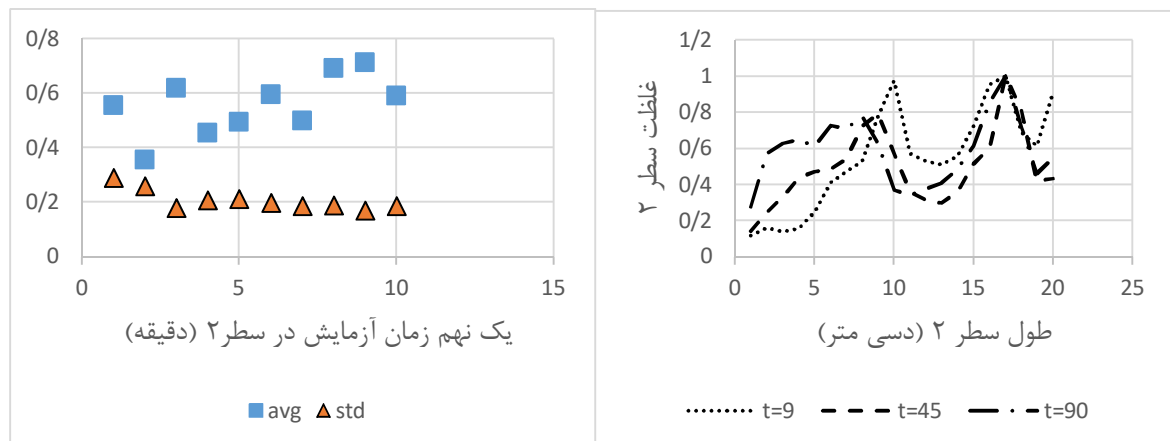 0/8
0/6
0/4
0/2
0
0 5 10 15
یک نهم زمان آزمایش در سطر۲ (دقیقه)
avg std
1/2
1
0/8
0/6
0/4
0/2
0
غلظت سطر ۲
0 5 10 15 20 25
طول سطر ۲ (دسی متر)
t=9 t=45 t=90